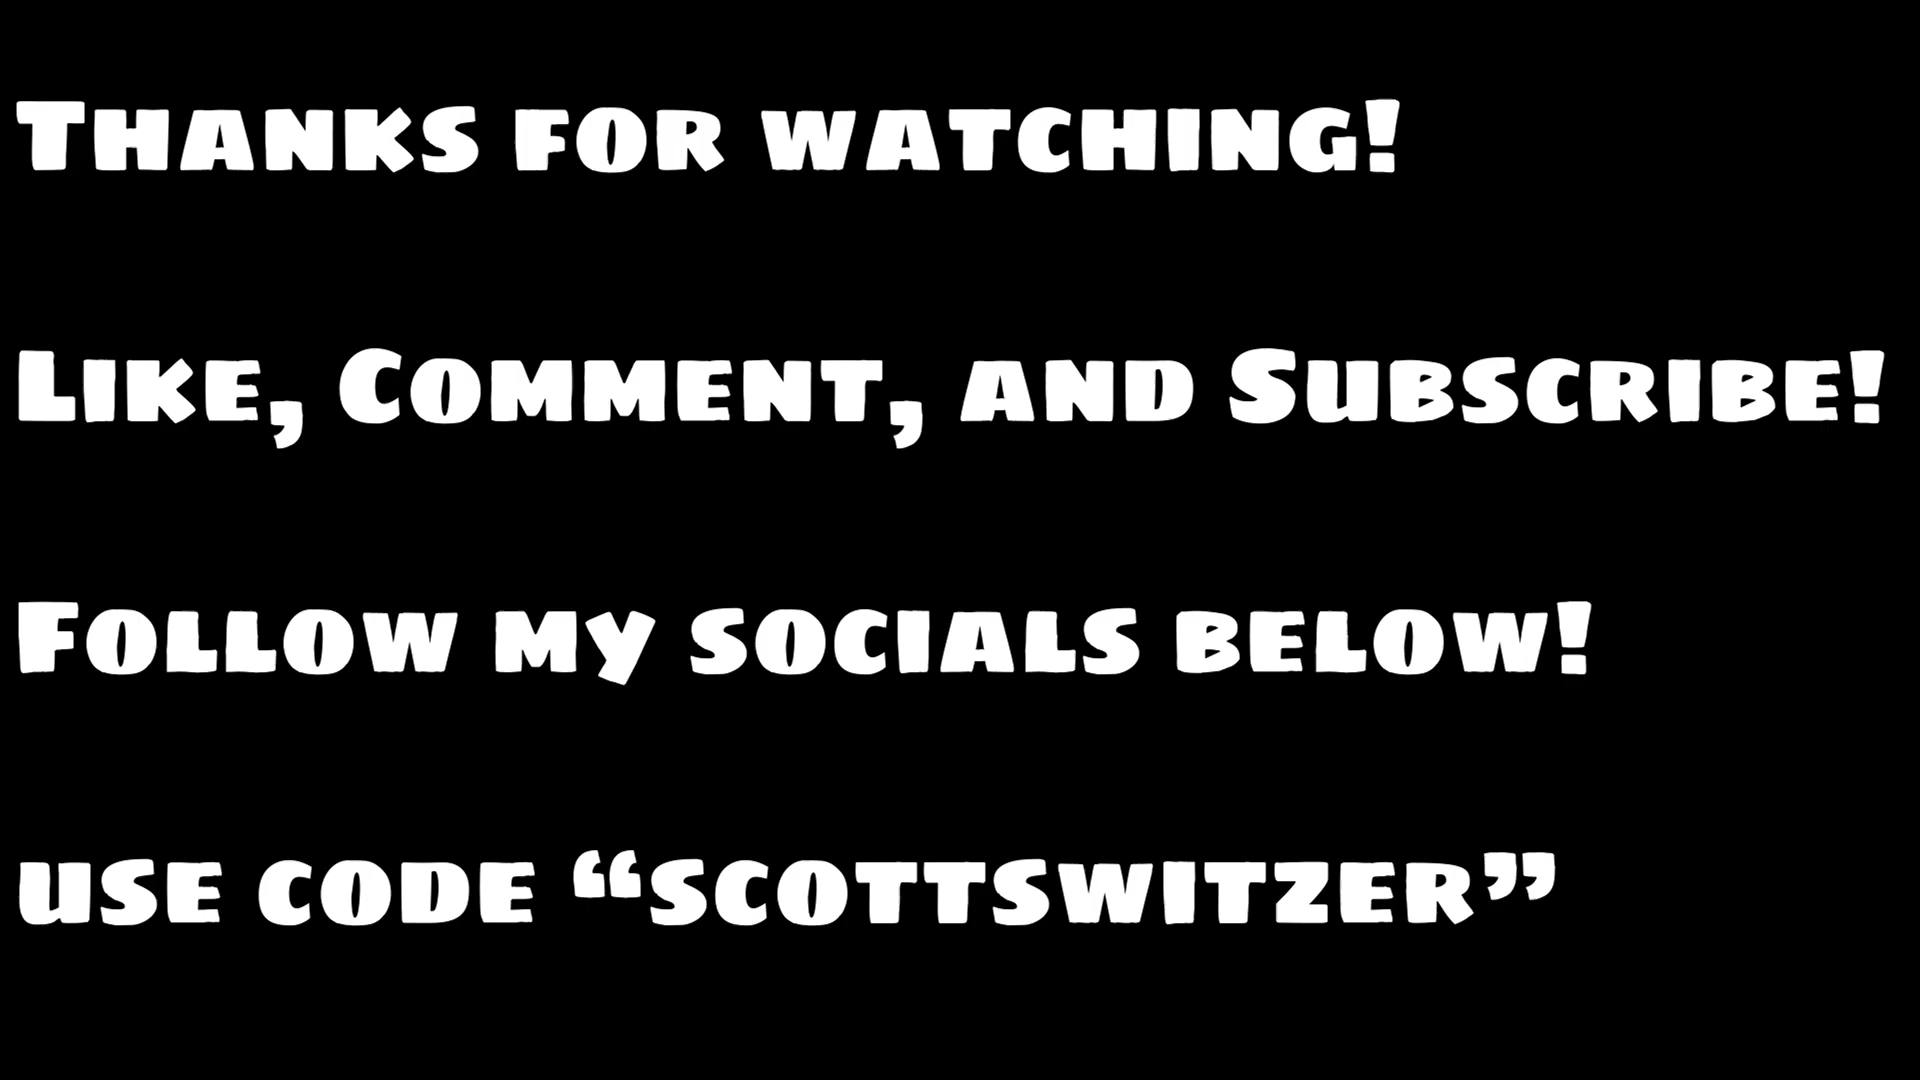 Thanks for watching!
Like, Comment, and Subscribe!
Follow my socials below!
use code “scottswitzer”